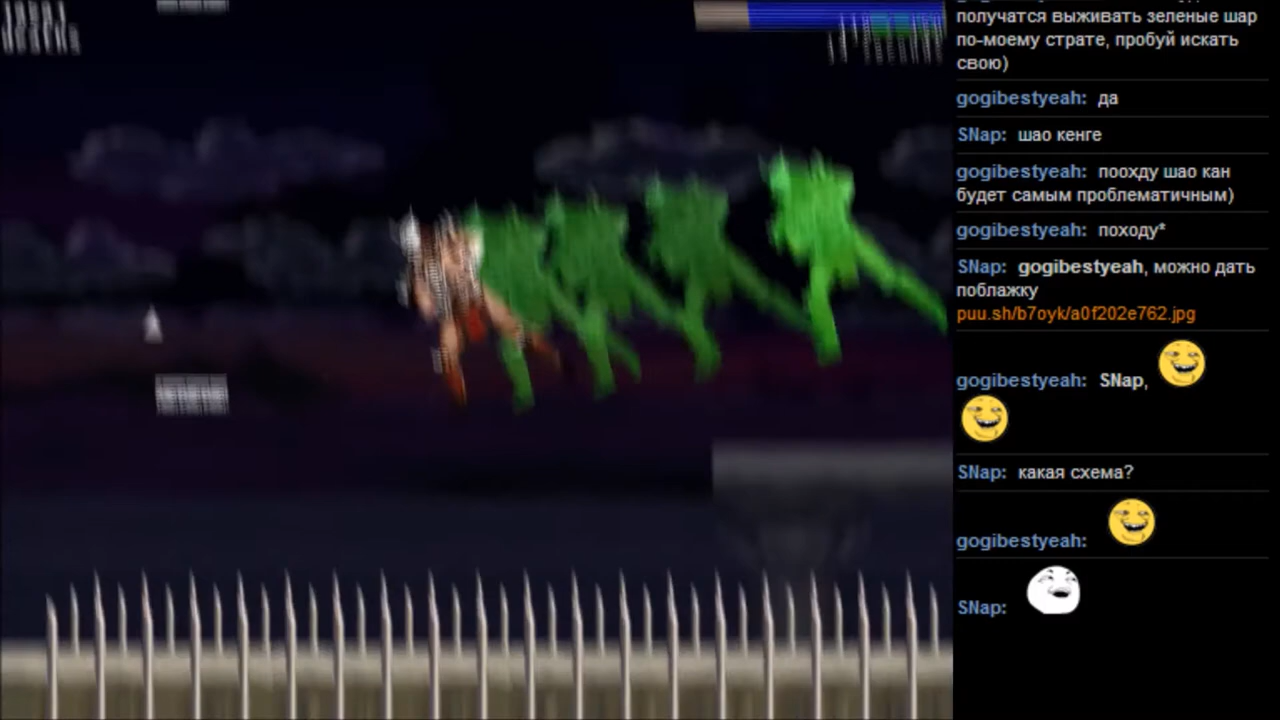 получатся выживать зеленые шар
по-моему страте, пробуй искать
свою)
gogibestyeah: да
SNap: шао кенге
gogibestyeah: поохду шао кан
будет самым проблематичным)
gogibestyeah: походу*
SNap: gogibestyeah, можно дать
поблажку
puu.sh/b7oyk/a0f202e762.jpg
gogibestyeah: SNap,
SNap: какая схема?
gogibestyeah:
SNap: